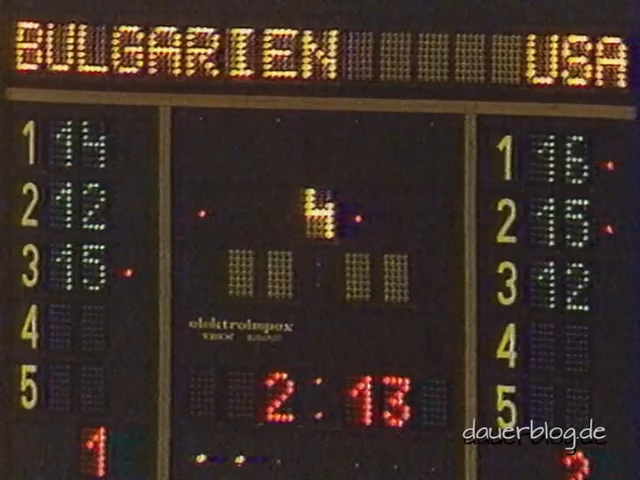 BULGARIEN USA
1 14 1 16
2 12 4 2 15
3 15 3 12
elektroimpex
4 4
5 2:13 5
dauerblog.de
1 2